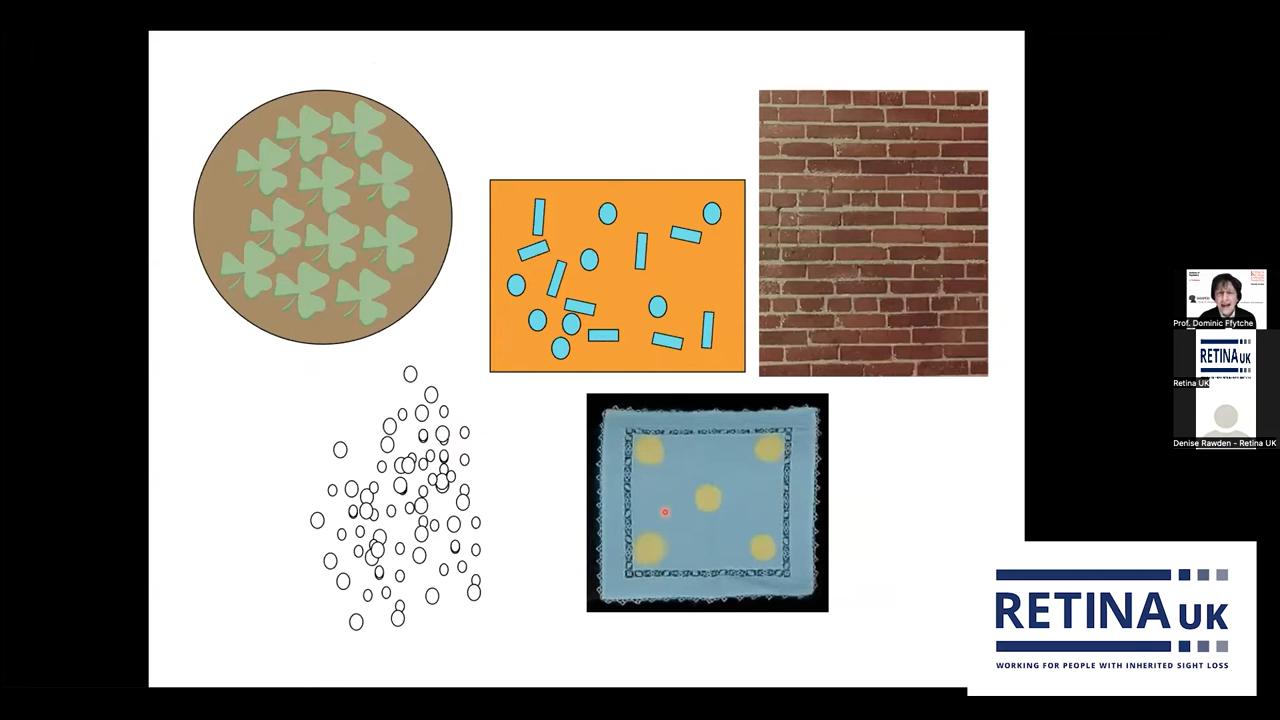 Prof. Dominic Ffytche
RETINA UK
Retina UK
Denise Rawden - Retina UK
RETINA UK
WORKING FOR PEOPLE WITH INHERITED SIGHT LOSS